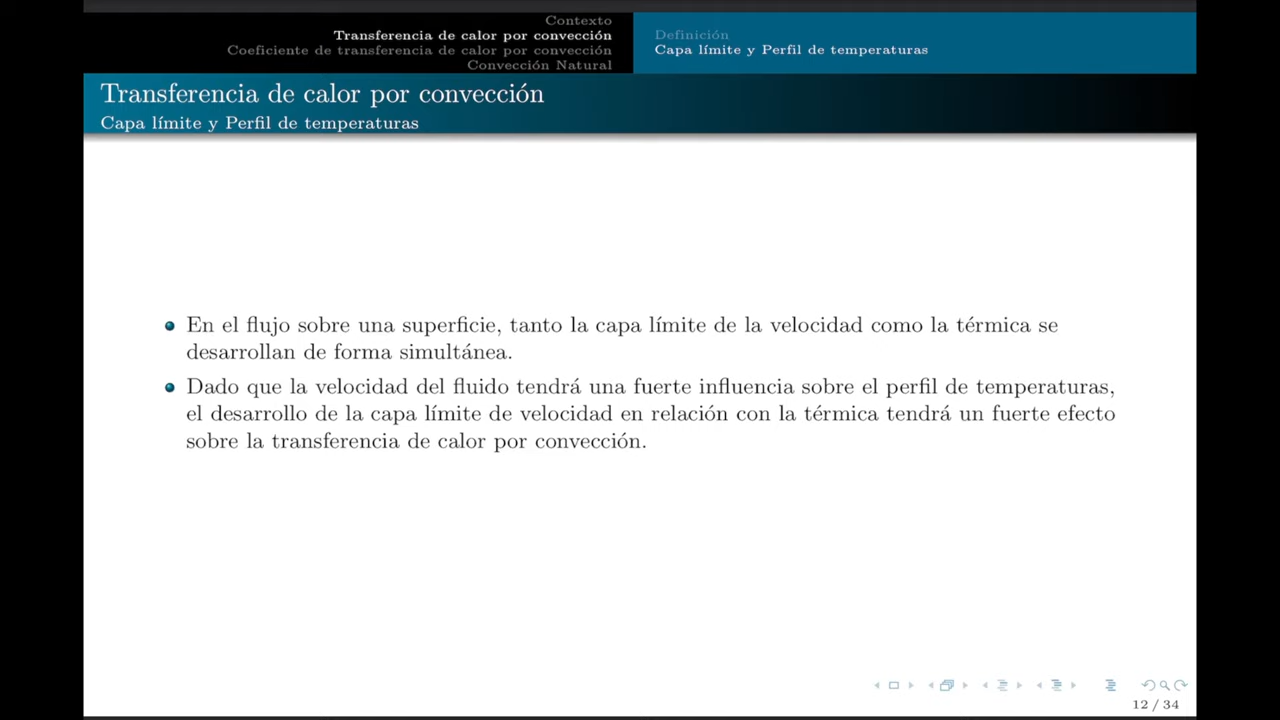 Contexto
Transferencia de calor por convección
Coeficiente de transferencia de calor por convección
Convección Natural
Definición
Capa límite y Perfil de temperaturas
Transferencia de calor por convección
Capa límite y Perfil de temperaturas
En el flujo sobre una superficie, tanto la capa límite de la velocidad como la térmica se
desarrollan de forma simultánea.
Dado que la velocidad del fluido tendrá una fuerte influencia sobre el perfil de temperaturas,
el desarrollo de la capa límite de velocidad en relación con la térmica tendrá un fuerte efecto
sobre la transferencia de calor por convección.
12 / 34